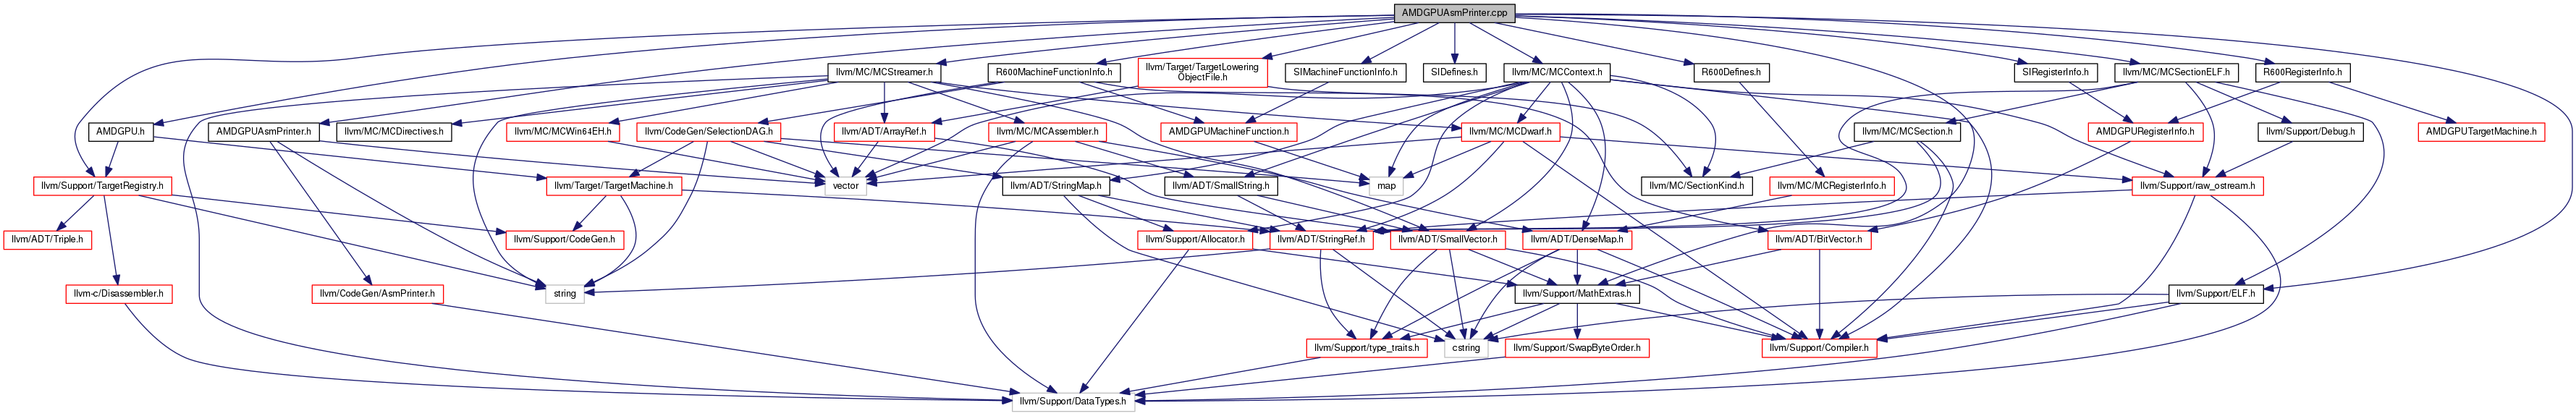 AMDGPUAsmPrinter.cpp
llvm/MC/MCStreamer.h
R600MachineFunctionInfo.h
llvm/Target/TargetLowering
ObjectFile.h
SIMachineFunctionInfo.h
SIDefines.h
llvm/MC/MCContext.h
R600Defines.h
SIRegisterInfo.h
llvm/MC/MCSectionELF.h
R600RegisterInfo.h
AMDGPU.h
AMDGPUAsmPrinter.h
llvm/MC/MCDirectives.h
llvm/MC/MCWin64EH.h
llvm/CodeGen/SelectionDAG.h
llvm/ADT/ArrayRef.h
llvm/MC/MCAssembler.h
AMDGPUMachineFunction.h
llvm/MC/MCDwarf.h
llvm/MC/MCSection.h
AMDGPURegisterInfo.h
llvm/Support/Debug.h
AMDGPUTargetMachine.h
llvm/Support/TargetRegistry.h
llvm/Target/TargetMachine.h
vector
llvm/ADT/StringMap.h
llvm/ADT/SmallString.h
map
llvm/MC/SectionKind.h
llvm/MC/MCRegisterInfo.h
llvm/Support/raw_ostream.h
llvm/ADT/Triple.h
llvm/Support/CodeGen.h
llvm/Support/Allocator.h
llvm/ADT/StringRef.h
llvm/ADT/SmallVector.h
llvm/ADT/DenseMap.h
llvm/ADT/BitVector.h
llvm-c/Disassembler.h
llvm/CodeGen/AsmPrinter.h
string
llvm/Support/MathExtras.h
llvm/Support/ELF.h
llvm/Support/type_traits.h
cstring
llvm/Support/SwapByteOrder.h
llvm/Support/Compiler.h
llvm/Support/DataTypes.h